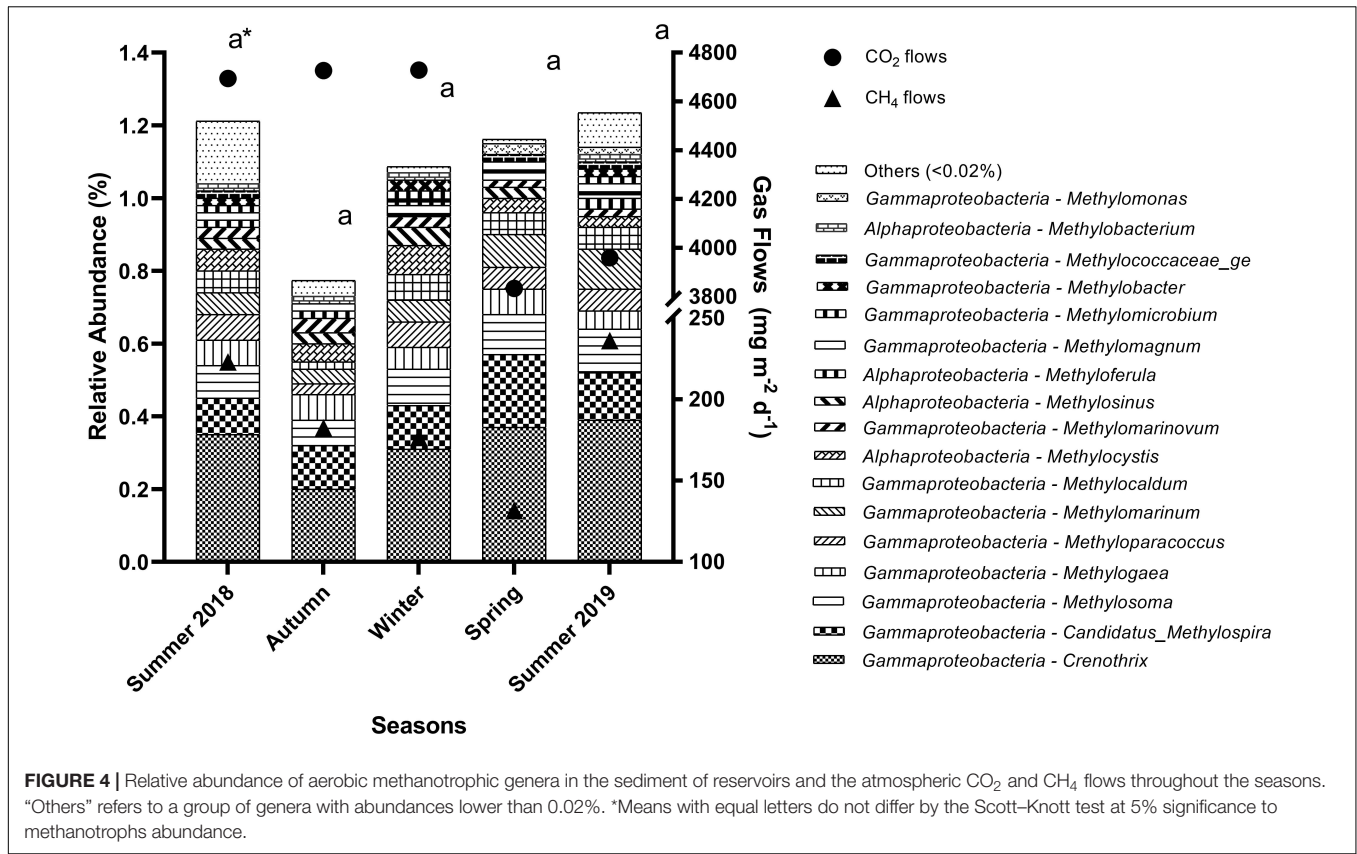 a*
a
a
a
a
1.4
1.2
1.0
0.8
0.6
0.4
0.2
0.0
Relative Abundance (%)
4800
4600
4400
4200
4000
3800
250
200
150
100
Gas Flows (mg m⁻² d⁻¹)
Summer 2018
Autumn
Winter
Spring
Summer 2019
Seasons
CO₂ flows
CH₄ flows
Others (<0.02%)
Gammaproteobacteria - Methylomonas
Alphaproteobacteria - Methylobacterium
Gammaproteobacteria - Methylococcaceae_ge
Gammaproteobacteria - Methylobacter
Gammaproteobacteria - Methylomicrobium
Gammaproteobacteria - Methylomagnum
Alphaproteobacteria - Methyloferula
Alphaproteobacteria - Methylosinus
Gammaproteobacteria - Methylomarinovum
Alphaproteobacteria - Methylocystis
Gammaproteobacteria - Methylocaldum
Gammaproteobacteria - Methylomarinum
Gammaproteobacteria - Methyloparacoccus
Gammaproteobacteria - Methylogaea
Gammaproteobacteria - Methylosoma
Gammaproteobacteria - Candidatus_Methylospira
Gammaproteobacteria - Crenothrix
FIGURE 4 | Relative abundance of aerobic methanotrophic genera in the sediment of reservoirs and the atmospheric CO₂ and CH₄ flows throughout the seasons.
“Others” refers to a group of genera with abundances lower than 0.02%. *Means with equal letters do not differ by the Scott–Knott test at 5% significance to
methanotrophs abundance.